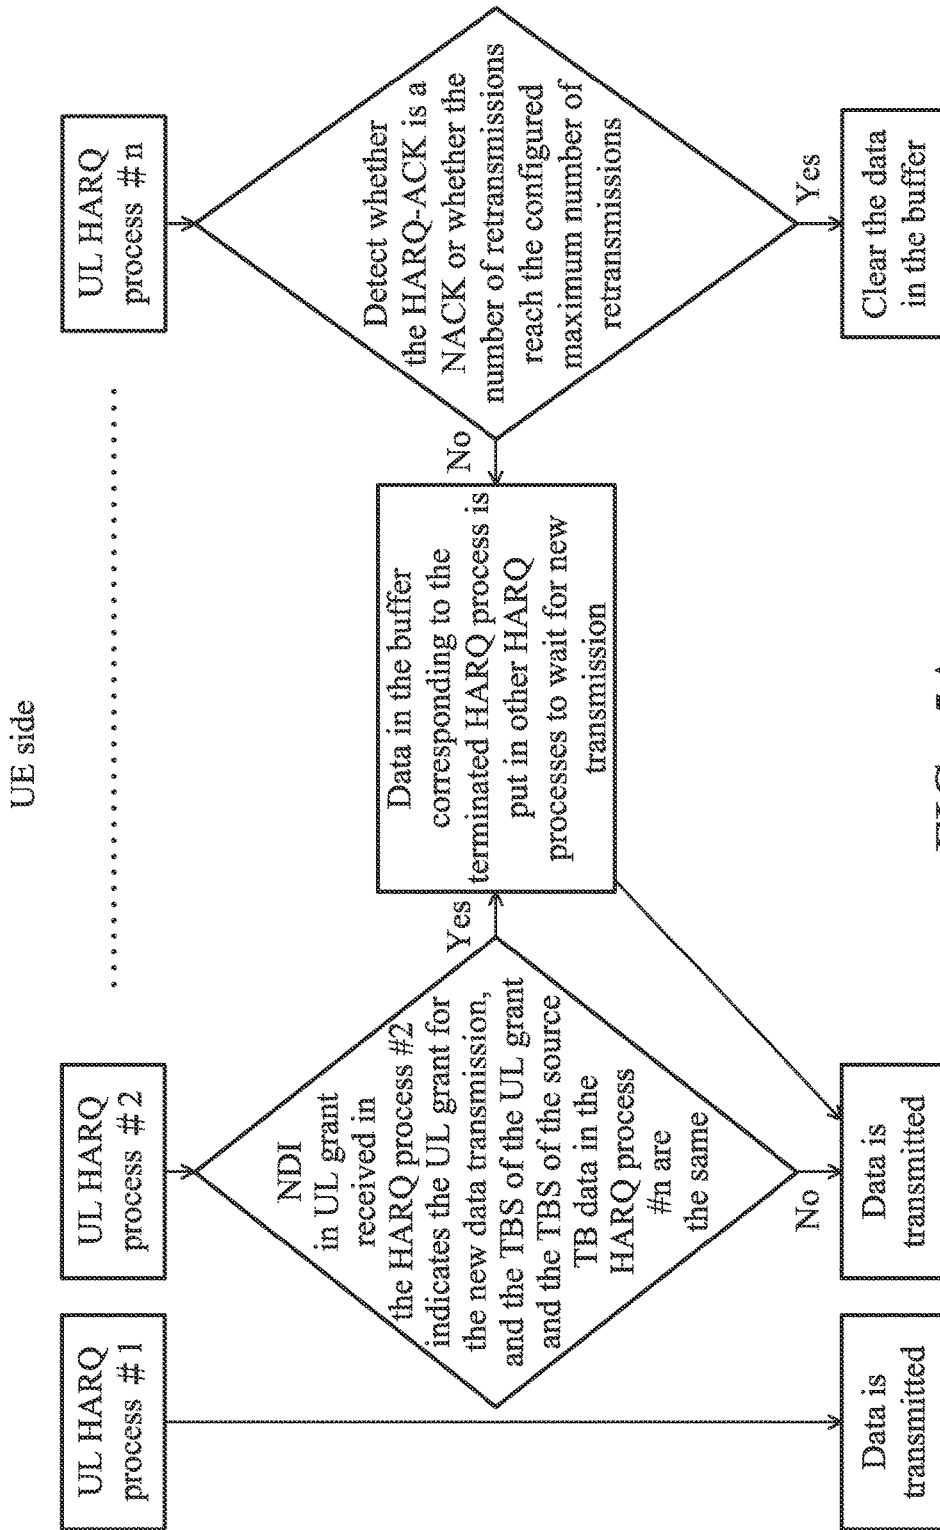 UE side
UL HARQ
process #1
UL HARQ
process #2
UL HARQ
process #n
NDI
in UL grant
received in
the HARQ process #2
indicates the UL grant for
the new data transmission,
and the TBS of the UL grant
and the TBS of the source
TB data in the
HARQ process
#n are
the same
Yes
No
Data in the buffer
corresponding to the
terminated HARQ process is
put in other HARQ
processes to wait for new
transmission
No
Detect whether
the HARQ-ACK is a
NACK or whether the
number of retransmissions
reach the configured
maximum number of
retransmissions
Yes
Data is
transmitted
Data is
transmitted
Clear the data
in the buffer